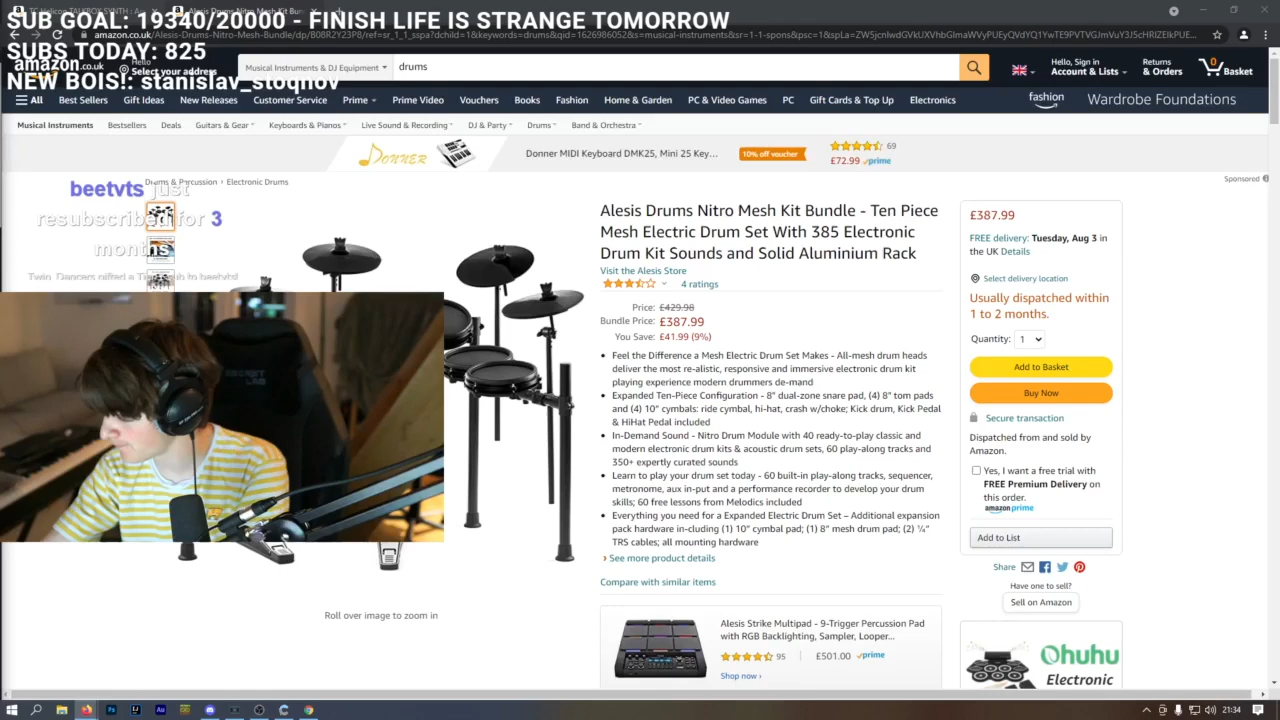 SUB GOAL: 19340/20000 - FINISH LIFE IS STRANGE TOMORROW
SUBS TODAY: 825
NEW BOIS!: stanislav_stoqnov
amazon.co.uk
Hello
Select your address
Musical Instruments & DJ Equipment
drums
Hello, Sign in
Account & Lists
Returns
& Orders
0
Basket
All
Best Sellers
Gift Ideas
New Releases
Customer Service
Prime
Prime Video
Vouchers
Books
Fashion
Home & Garden
PC & Video Games
PC
Gift Cards & Top Up
Electronics
fashion
Wardrobe Foundations
Musical Instruments
Bestsellers
Deals
Guitars & Gear
Keyboards & Pianos
Live Sound & Recording
DJ & Party
Drums
Band & Orchestra
DONNER
Donner MIDI Keyboard DMK25, Mini 25 Key...
10% off voucher
69
£72.99 prime
Sponsored
Drums & Percussion › Electronic Drums
beetvts just
resubscribed for 3
months
Alesis Drums Nitro Mesh Kit Bundle - Ten Piece
Mesh Electric Drum Set With 385 Electronic
Drum Kit Sounds and Solid Aluminium Rack
Visit the Alesis Store
4 ratings
Price: £429.98
Bundle Price: £387.99
You Save: £41.99 (9%)
Feel the Difference a Mesh Electric Drum Set Makes - All-mesh drum heads
deliver the most re-alistic, responsive and immersive electronic drum kit
playing experience modern drummers de-mand
Expanded Ten-Piece Configuration - 8" dual-zone snare pad, (4) 8" tom pads
and (4) 10" cymbals: ride cymbal, hi-hat, crash w/choke; Kick drum, Kick Pedal
& HiHat Pedal included
In-Demand Sound - Nitro Drum Module with 40 ready-to-play classic and
modern electronic drum kits & acoustic drum sets, 60 play-along tracks and
350+ expertly curated sounds
Learn to play your drum set today - 60 built-in play-along tracks, sequencer,
metronome, aux in-put and a performance recorder to develop your drum
skills; 60 free lessons from Melodics included
Everything you need for a Expanded Electric Drum Set – Additional expansion
pack hardware in-cluding (1) 10" cymbal pad; (1) 8" mesh drum pad; (2) ¼"
TRS cables; all mounting hardware
› See more product details
Compare with similar items
Roll over image to zoom in
Alesis Strike Multipad - 9-Trigger Percussion Pad
with RGB Backlighting, Sampler, Looper...
95
£501.00 prime
Shop now ›
£387.99
FREE delivery: Tuesday, Aug 3 in
the UK Details
Select delivery location
Usually dispatched within
1 to 2 months.
Quantity: 1
Add to Basket
Buy Now
Secure transaction
Dispatched from and sold by
Amazon.
Yes, I want a free trial with
FREE Premium Delivery on
this order.
amazon prime
Add to List
Share
Have one to sell?
Sell on Amazon
Ohuhu
Electronic
21:34